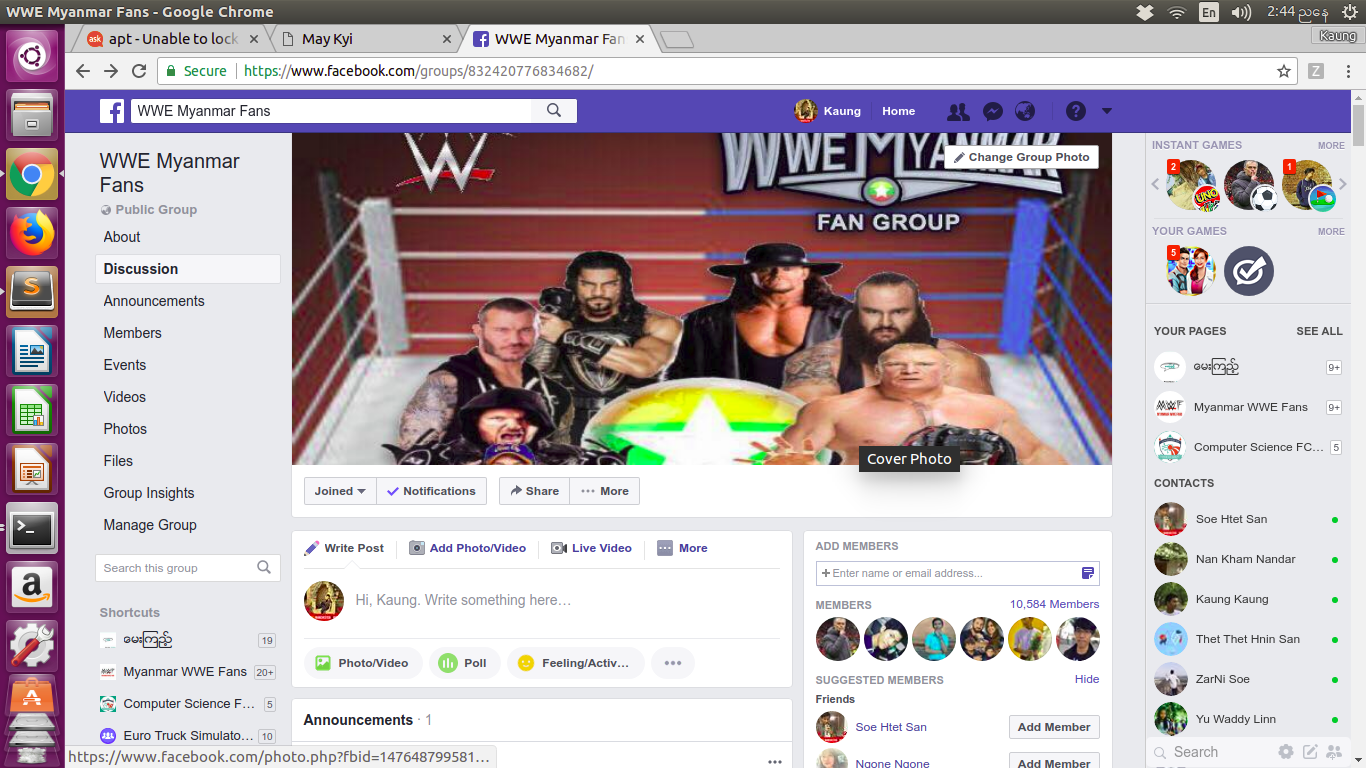 WWE Myanmar Fans - Google Chrome
En
2:44 ညနေ
apt - Unable to lock
May Kyi
WWE Myanmar Fan
Kaung
Secure
https://www.facebook.com/groups/832420776834682/
WWE Myanmar Fans
Kaung
Home
WWE Myanmar
Fans
Public Group
About
Discussion
Announcements
Members
Events
Videos
Photos
Files
Group Insights
Manage Group
Search this group
Shortcuts
မေးကြည့် 19
Myanmar WWE Fans 20+
Computer Science F... 5
Euro Truck Simulato... 10
WWE MYANMAR
FAN GROUP
Change Group Photo
Cover Photo
Joined
Notifications
Share
More
Write Post
Add Photo/Video
Live Video
More
Hi, Kaung. Write something here...
Photo/Video
Poll
Feeling/Activ...
Announcements · 1
ADD MEMBERS
Enter name or email address...
MEMBERS
10,584 Members
SUGGESTED MEMBERS
Hide
Friends
Soe Htet San
Add Member
Ngone Ngone
Add Member
INSTANT GAMES
MORE
2
UNO
1
YOUR GAMES
MORE
5
YOUR PAGES
SEE ALL
မေးကြည့် 9+
Myanmar WWE Fans 9+
Computer Science FC... 5
CONTACTS
Soe Htet San
Nan Kham Nandar
Kaung Kaung
Thet Thet Hnin San
ZarNi Soe
Yu Waddy Linn
Search
https://www.facebook.com/photo.php?fbid=147648799581...